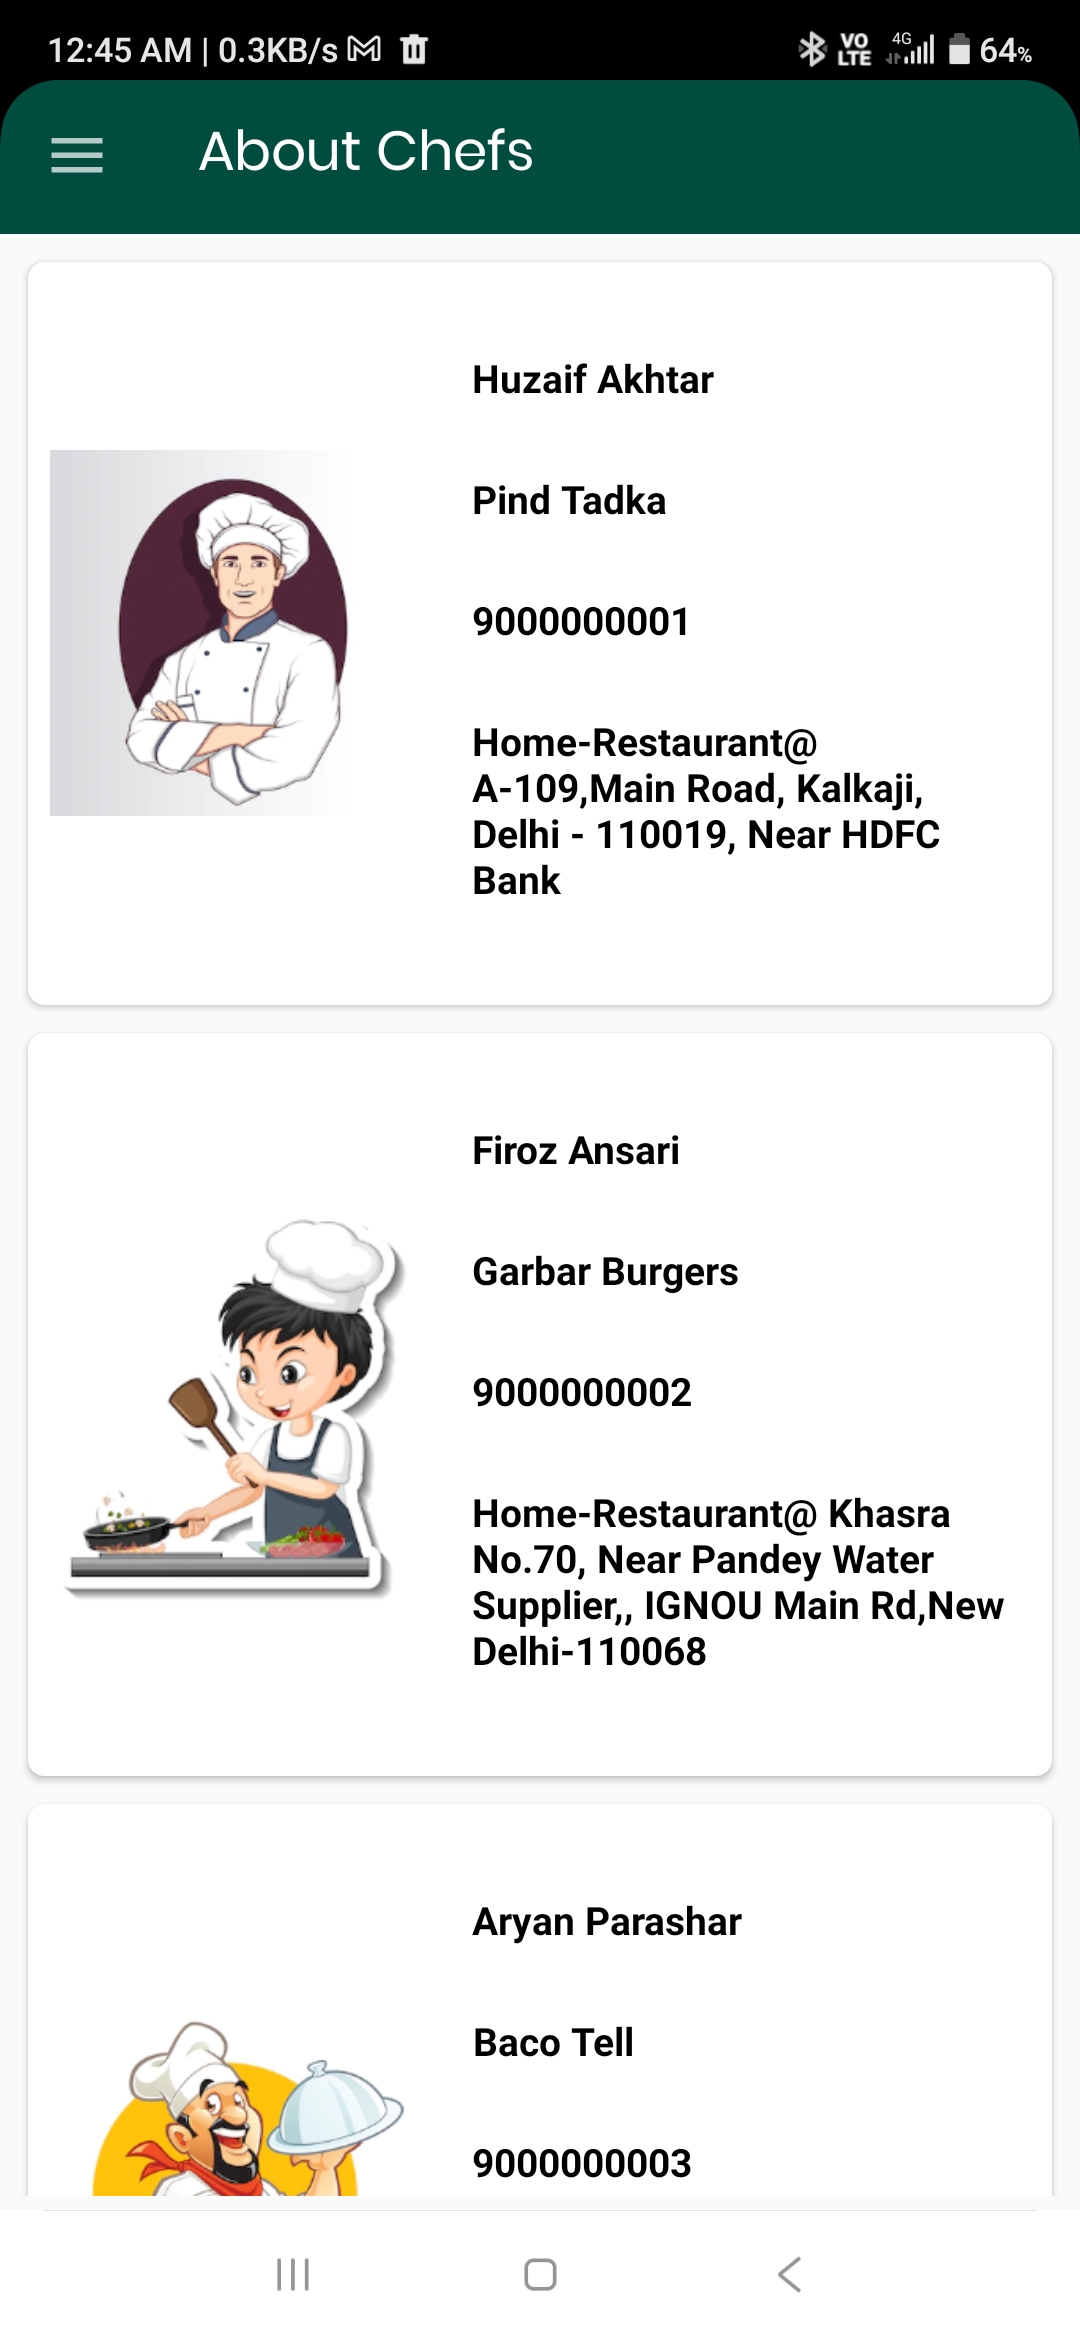 12:45 AM | 0.3KB/s
VO LTE 4G 64%
About Chefs
Huzaif Akhtar
Pind Tadka
9000000001
Home-Restaurant@
A-109,Main Road, Kalkaji,
Delhi - 110019, Near HDFC
Bank
Firoz Ansari
Garbar Burgers
9000000002
Home-Restaurant@ Khasra
No.70, Near Pandey Water
Supplier,, IGNOU Main Rd,New
Delhi-110068
Aryan Parashar
Baco Tell
9000000003